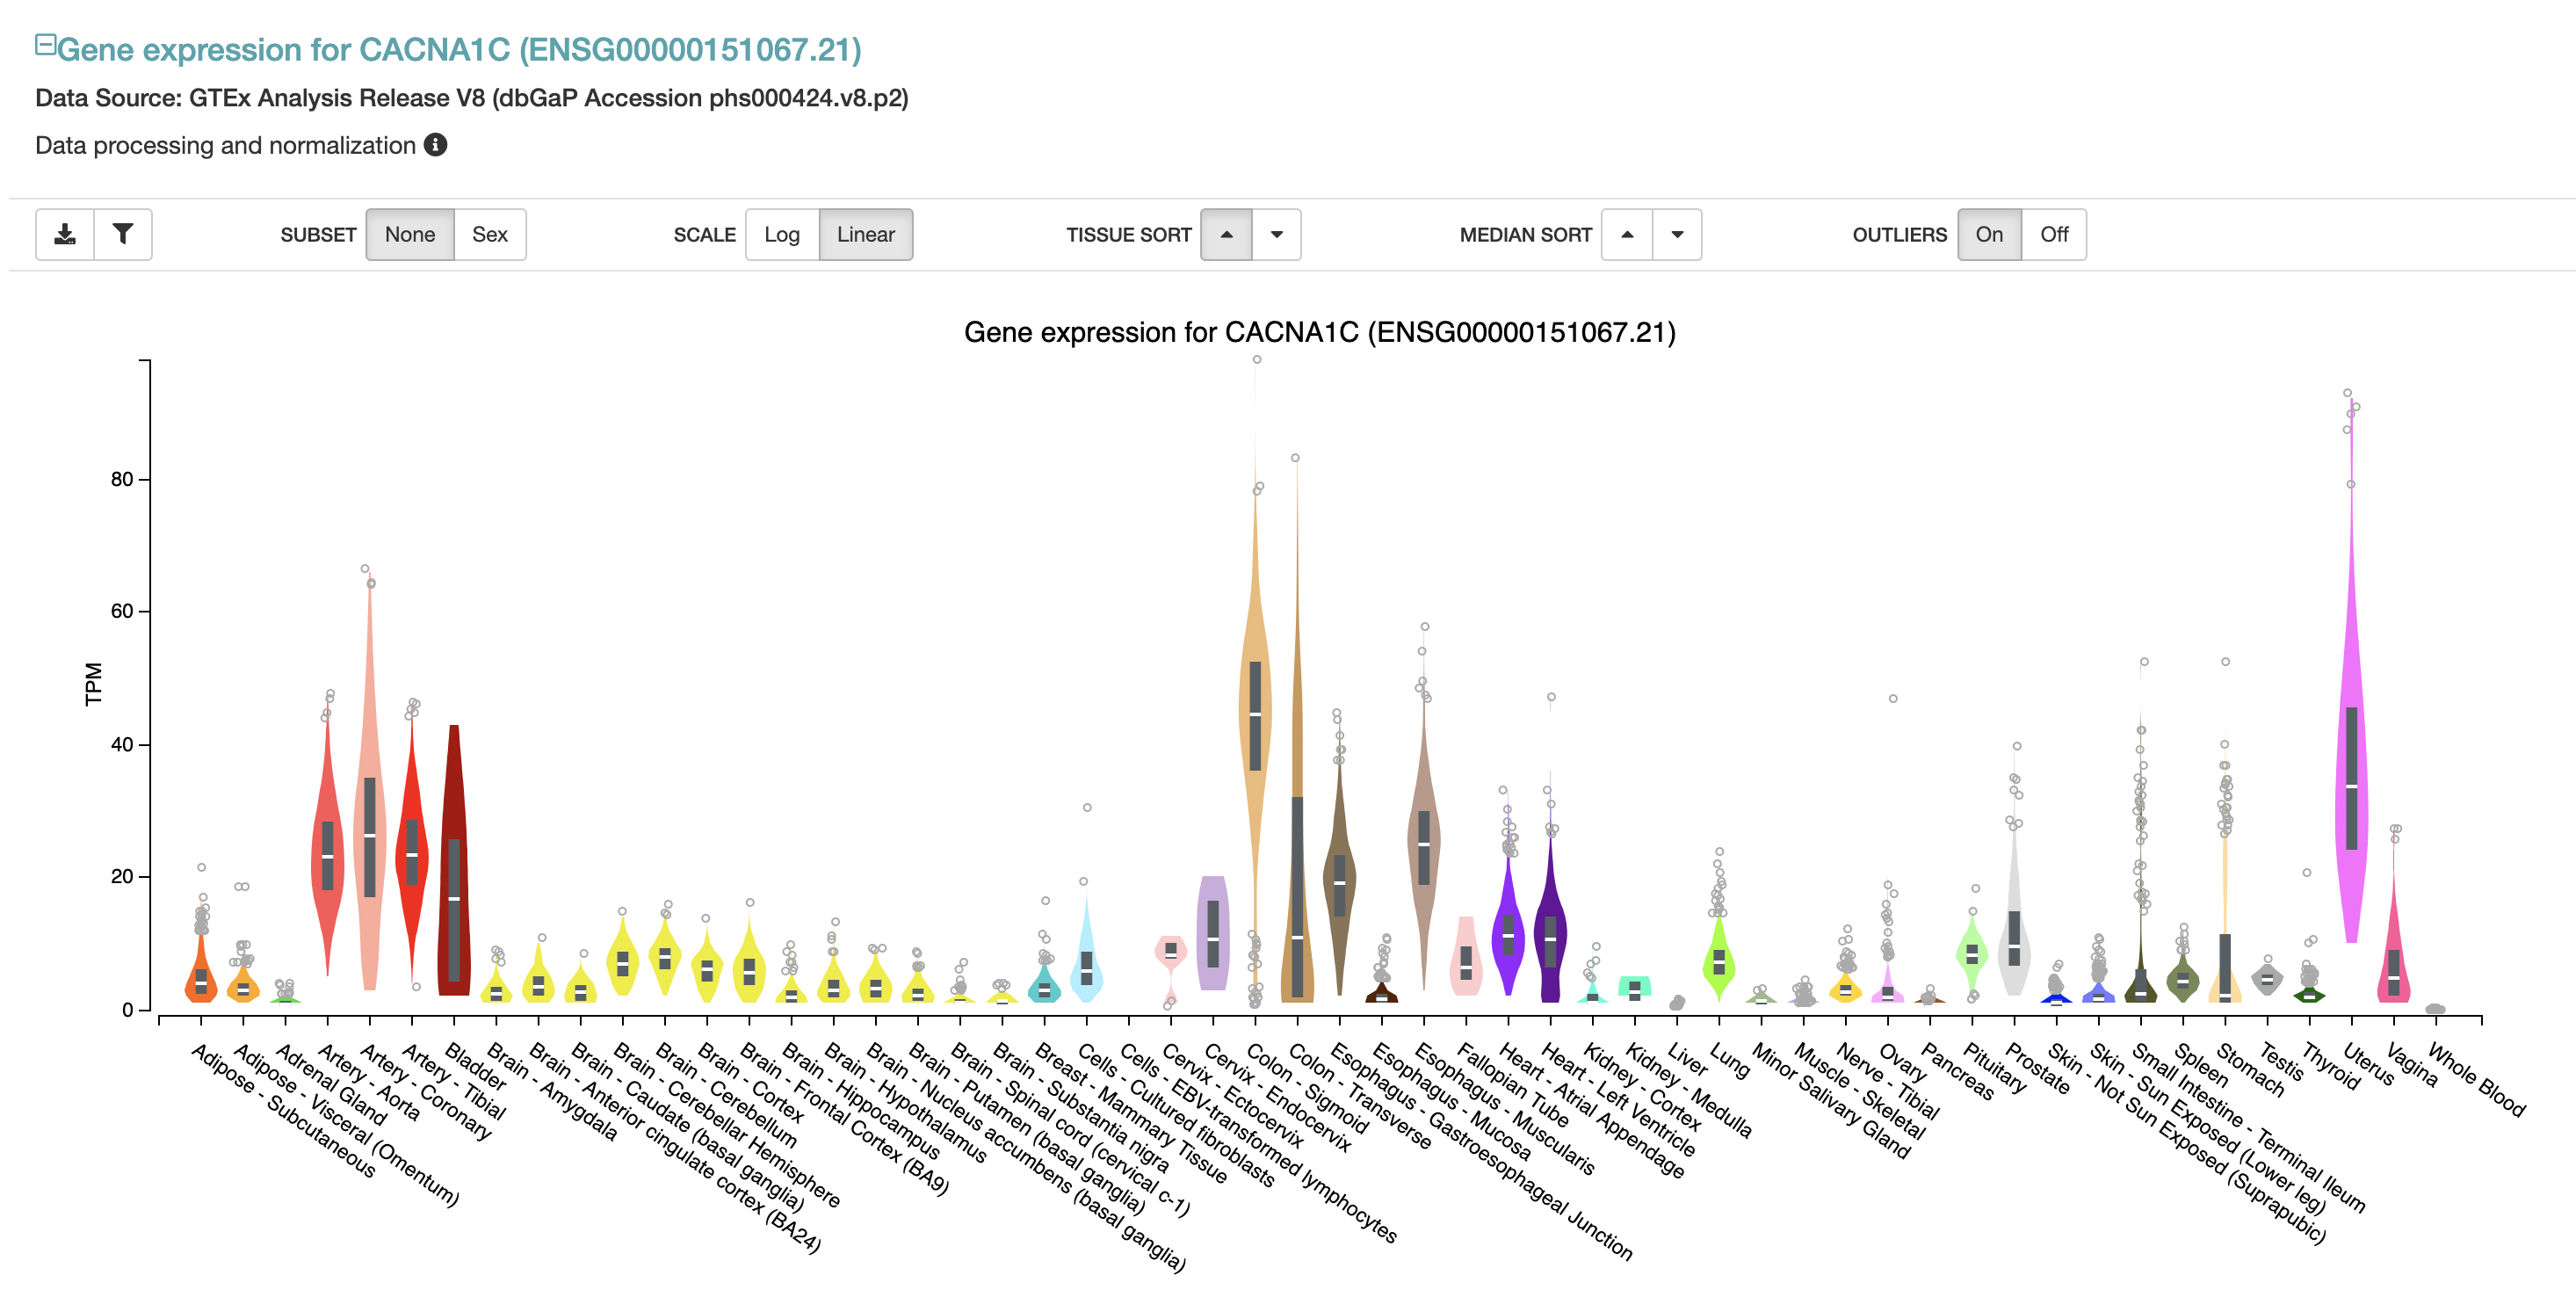 Gene expression for CACNA1C (ENSG00000151067.21)
Data Source: GTEx Analysis Release V8 (dbGaP Accession phs000424.v8.p2)
Data processing and normalization
SUBSET None Sex SCALE Log Linear TISSUE SORT MEDIAN SORT OUTLIERS On Off
Gene expression for CACNA1C (ENSG00000151067.21)
TPM
80
60
40
20
0
Adipose - Subcutaneous
Adipose - Visceral (Omentum)
Adrenal Gland
Artery - Aorta
Artery - Coronary
Artery - Tibial
Bladder
Brain - Amygdala
Brain - Anterior cingulate cortex (BA24)
Brain - Caudate (basal ganglia)
Brain - Cerebellar Hemisphere
Brain - Cerebellum
Brain - Cortex
Brain - Frontal Cortex (BA9)
Brain - Hippocampus
Brain - Hypothalamus
Brain - Nucleus accumbens (basal ganglia)
Brain - Putamen (basal ganglia)
Brain - Spinal cord (cervical c-1)
Brain - Substantia nigra
Breast - Mammary Tissue
Cells - Cultured fibroblasts
Cells - EBV-transformed lymphocytes
Cervix - Ectocervix
Cervix - Endocervix
Colon - Sigmoid
Colon - Transverse
Esophagus - Gastroesophageal Junction
Esophagus - Mucosa
Esophagus - Muscularis
Fallopian Tube
Heart - Atrial Appendage
Heart - Left Ventricle
Kidney - Cortex
Kidney - Medulla
Liver
Lung
Minor Salivary Gland
Muscle - Skeletal
Nerve - Tibial
Ovary
Pancreas
Pituitary
Prostate
Skin - Not Sun Exposed (Suprapubic)
Skin - Sun Exposed (Lower leg)
Small Intestine - Terminal Ileum
Spleen
Stomach
Testis
Thyroid
Uterus
Vagina
Whole Blood